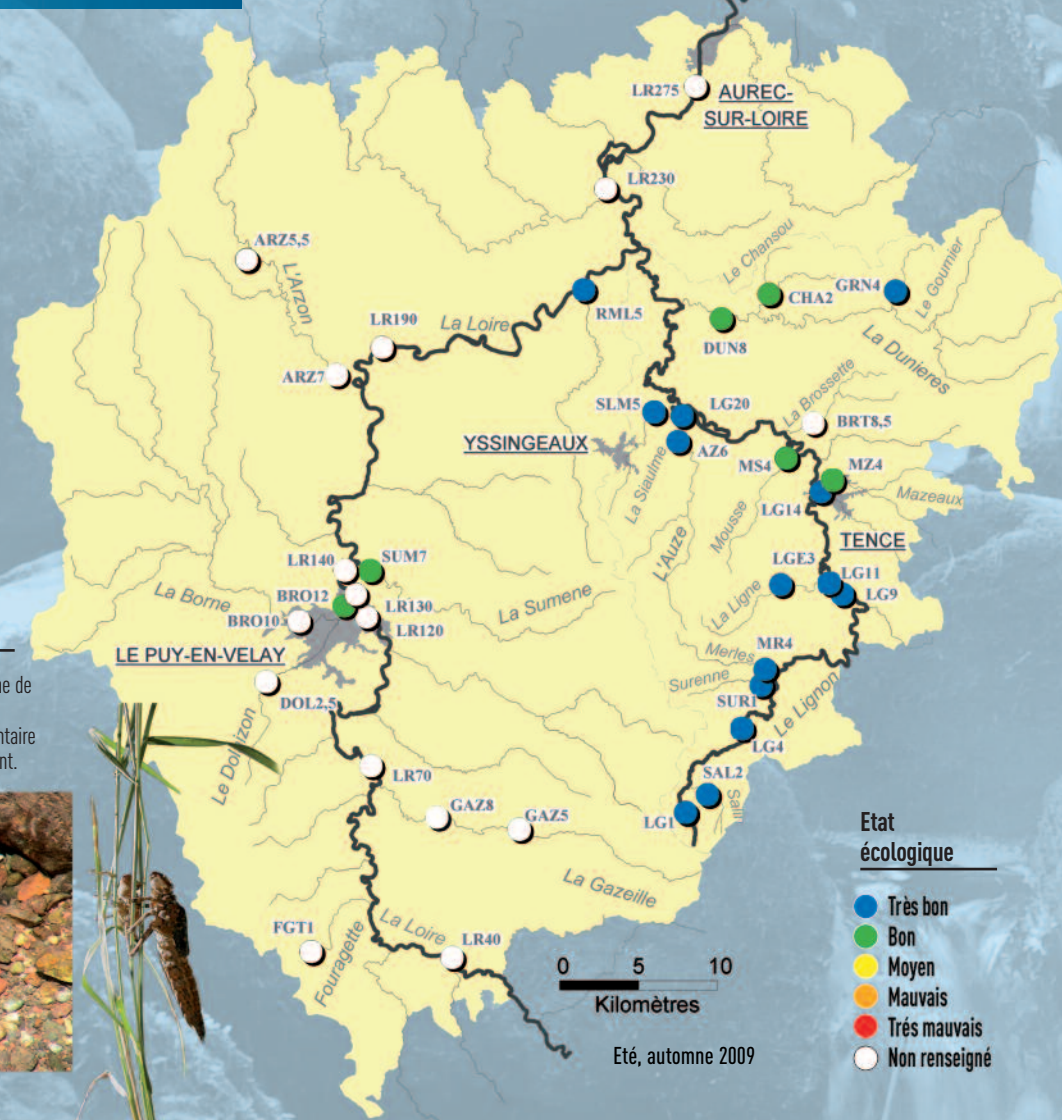 LR275
AUREC-
SUR-LOIRE
LR230
ARZ5,5
L'Arzon
Le Chansou
CHA2
GRN4
Le Gournier
RML5
LR190
La Loire
DUN8
La Dunieres
ARZ7
La Brossette
SLM5
LG20
BRT8,5
YSSINGEAUX
AZ6
MS4
MZ4
La Siaulme
Mazeaux
LG14
Mousse
L'Auze
TENCE
LR140
SUM7
LGE3
LG11
La Borne
BRO12
La Sumene
La Ligne
LG9
LR130
BRO10
LR120
LE PUY-EN-VELAY
Merles
MR4
Surenne
ne de
SUR1
DOL2,5
Le Lignon
ntaire
nt.
LG4
Le Dolaizon
LR70
SAL2
GAZ8
GAZ5
LG1
La Gazeille
FGT1
La Loire
LR40
Fouragette
0 5 10
Kilomètres
Eté, automne 2009
Etat
écologique
Très bon
Bon
Moyen
Mauvais
Trés mauvais
Non renseigné